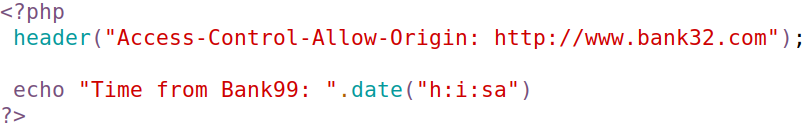 <?php
header("Access-Control-Allow-Origin: http://www.bank32.com");
echo "Time from Bank99: ".date("h:i:sa")
?>